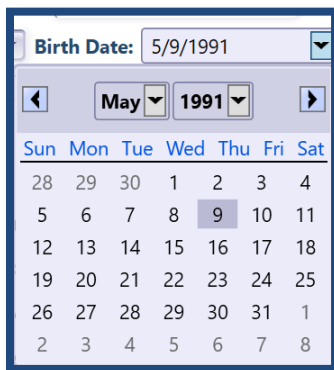 Birth Date: 5/9/1991
May 1991
Sun Mon Tue Wed Thu Fri Sat
28 29 30 1 2 3 4
5 6 7 8 9 10 11
12 13 14 15 16 17 18
19 20 21 22 23 24 25
26 27 28 29 30 31 1
2 3 4 5 6 7 8